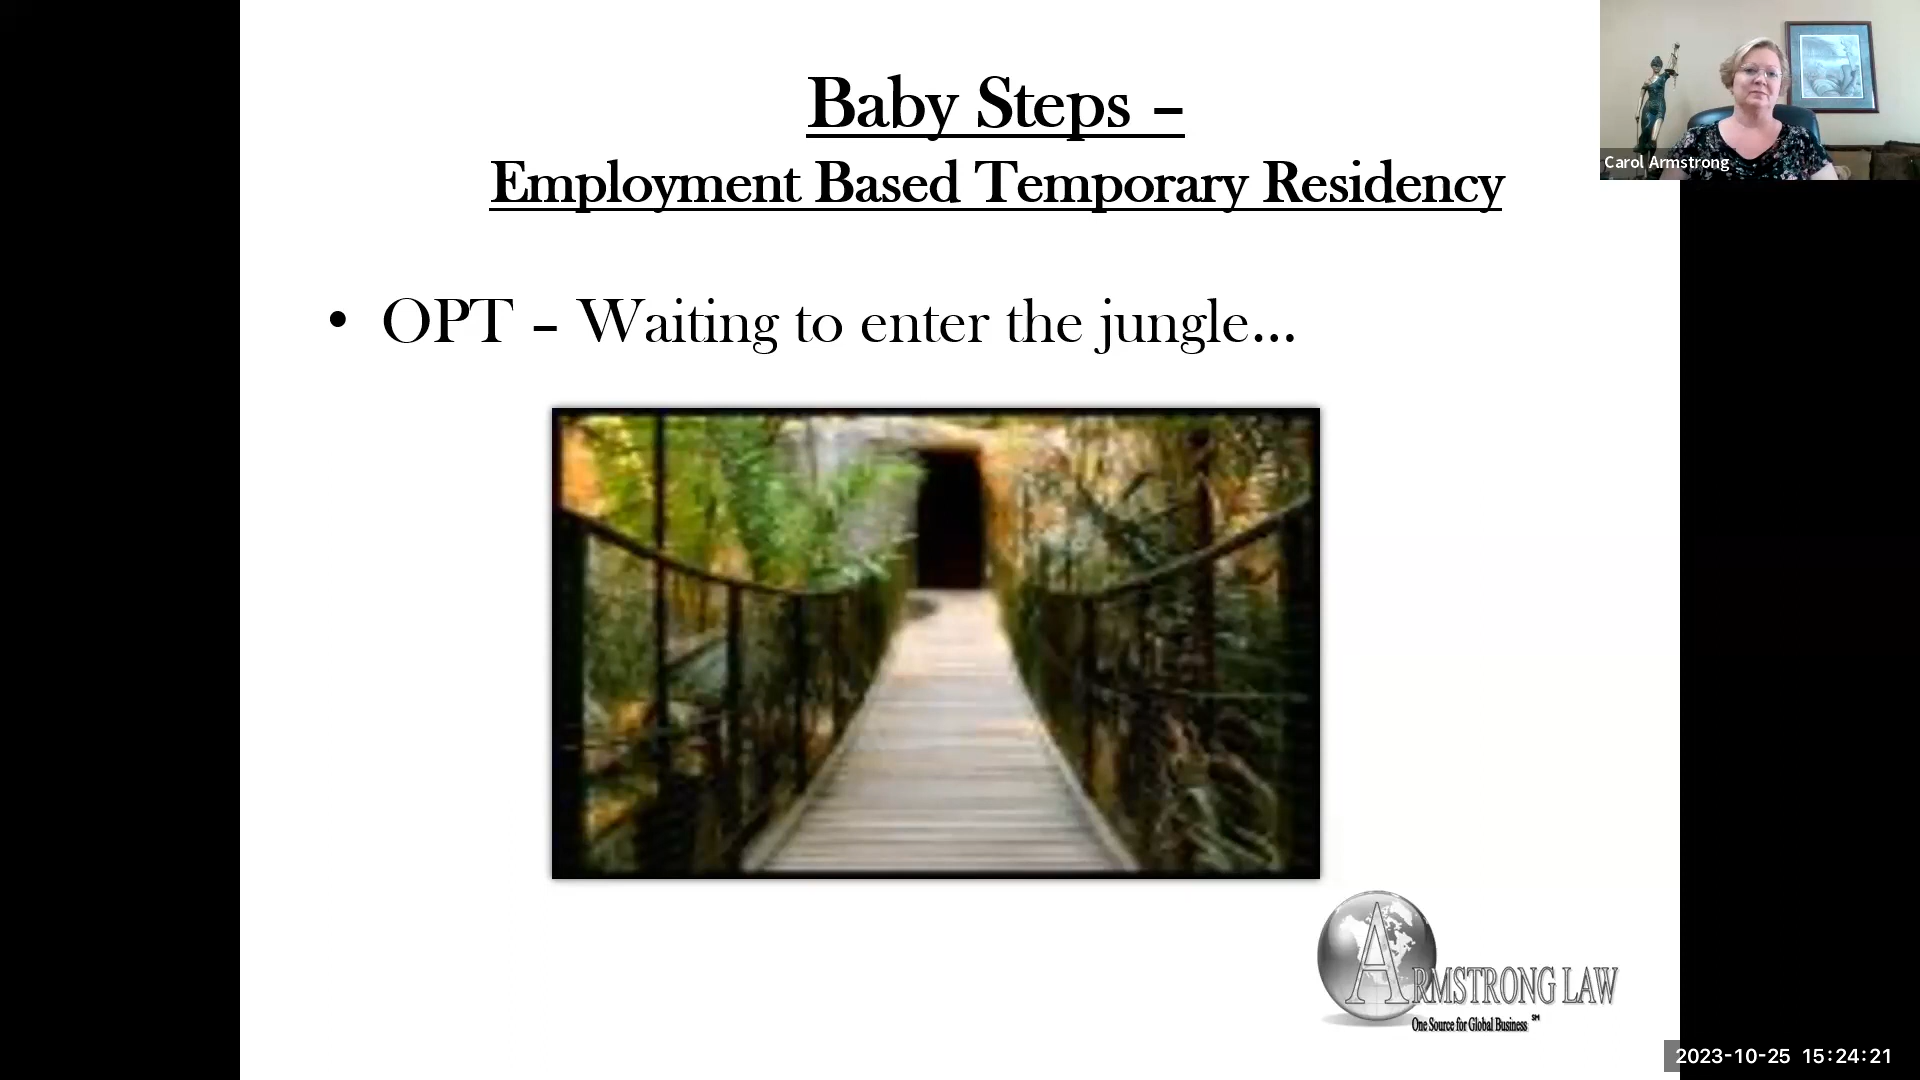 Baby Steps –
Employment Based Temporary Residency
Carol Armstrong
• OPT – Waiting to enter the jungle...
ARMSTRONG LAW
One Source for Global Business SM
2023-10-25 15:24:21